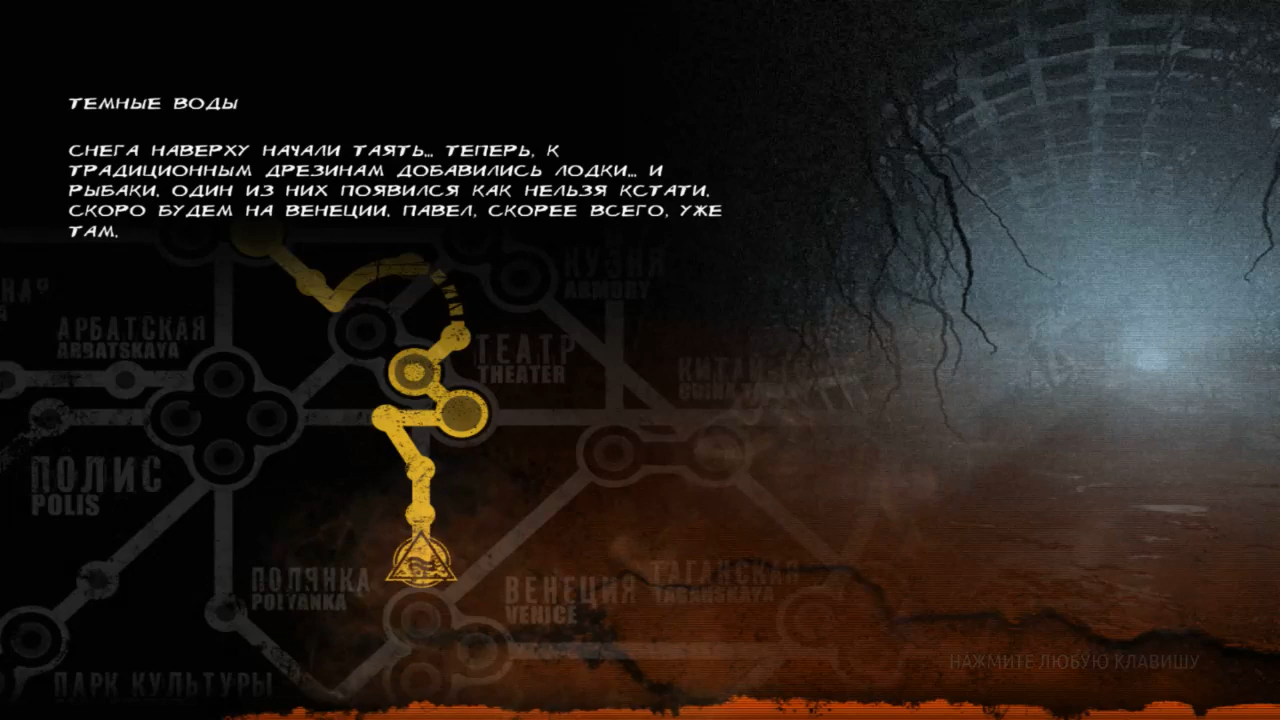 ТЕМНЫЕ ВОДЫ
СНЕГА НАВЕРХУ НАЧАЛИ ТАЯТЬ... ТЕПЕРЬ, К
ТРАДИЦИОННЫМ ДРЕЗИНАМ ДОБАВИЛИСЬ ЛОДКИ... И
РЫБАКИ. ОДИН ИЗ НИХ ПОЯВИЛСЯ КАК НЕЛЬЗЯ КСТАТИ.
СКОРО БУДЕМ НА ВЕНЕЦИИ. ПАВЕЛ, СКОРЕЕ ВСЕГО, УЖЕ
ТАМ.
КУЗНЯ
ARMORY
АРБАТСКАЯ
ARBATSKAYA
ТЕАТР
THEATER
ПОЛИС
POLIS
ПОЛЯНКА
POLYANKA
ВЕНЕЦИЯ
VENICE
ТАГАНСКАЯ
TAGANSKAYA
ПАРК КУЛЬТУРЫ
НАЖМИТЕ ЛЮБУЮ КЛАВИШУ